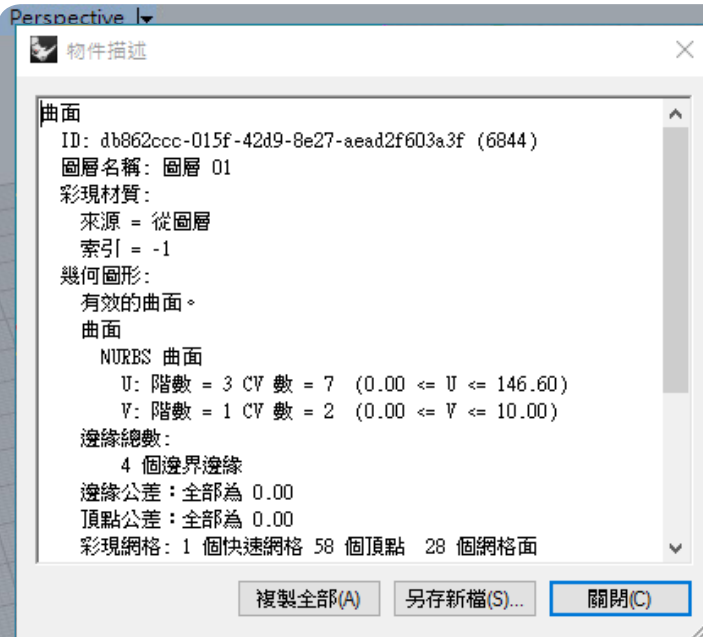 Perspective
物件描述
曲面
ID: db862ccc-015f-42d9-8e27-aead2f603a3f (6844)
圖層名稱: 圖層 01
彩現材質:
來源 = 從圖層
索引 = -1
幾何圖形:
有效的曲面。
曲面
NURBS 曲面
U: 階數 = 3 CV 數 = 7 (0.00 <= U <= 146.60)
V: 階數 = 1 CV 數 = 2 (0.00 <= V <= 10.00)
邊緣總數:
4 個邊界邊緣
邊緣公差：全部為 0.00
頂點公差：全部為 0.00
彩現網格: 1 個快速網格 58 個頂點 28 個網格面
複製全部(A) 另存新檔(S)... 關閉(C)